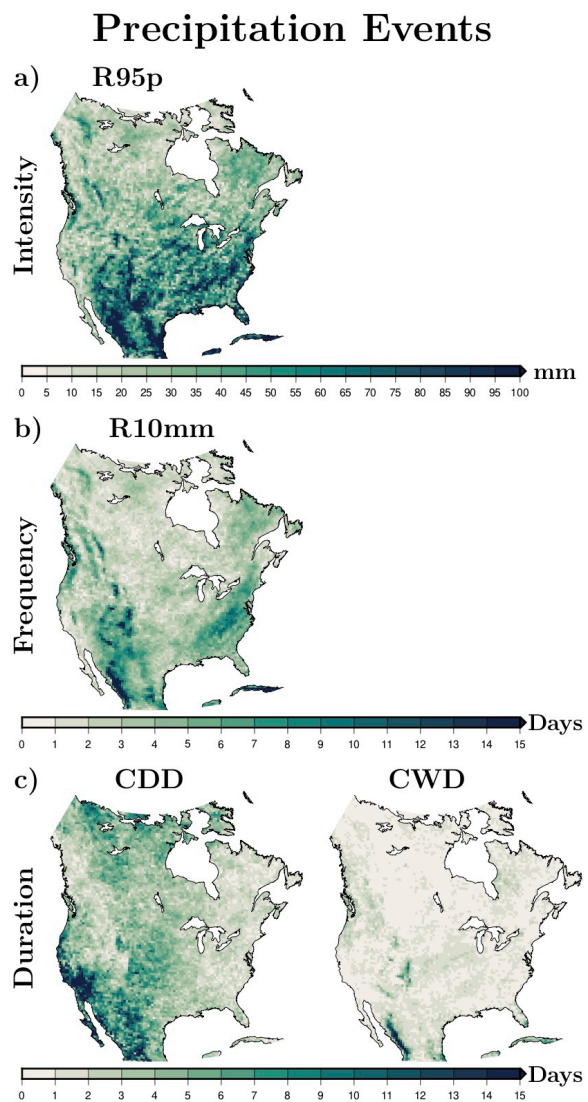 Precipitation Events
a) R95p
Intensity
mm
0 5 10 15 20 25 30 35 40 45 50 55 60 65 70 75 80 85 90 95 100
b) R10mm
Frequency
Days
0 1 2 3 4 5 6 7 8 9 10 11 12 13 14 15
c) CDD CWD
Duration
Days
0 1 2 3 4 5 6 7 8 9 10 11 12 13 14 15